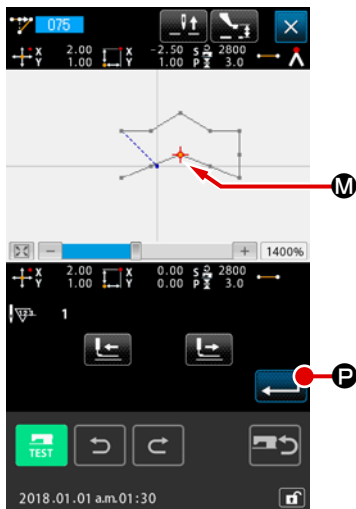 075
X 2.00 X -2.50 S 2800
Y 1.00 Y 1.00 P 3.0
M
− + 1400%
X 2.00 X 0.00 S 2800
Y 1.00 Y 0.00 P 3.0
123 1
P
TEST
2018.01.01 a.m.01:30